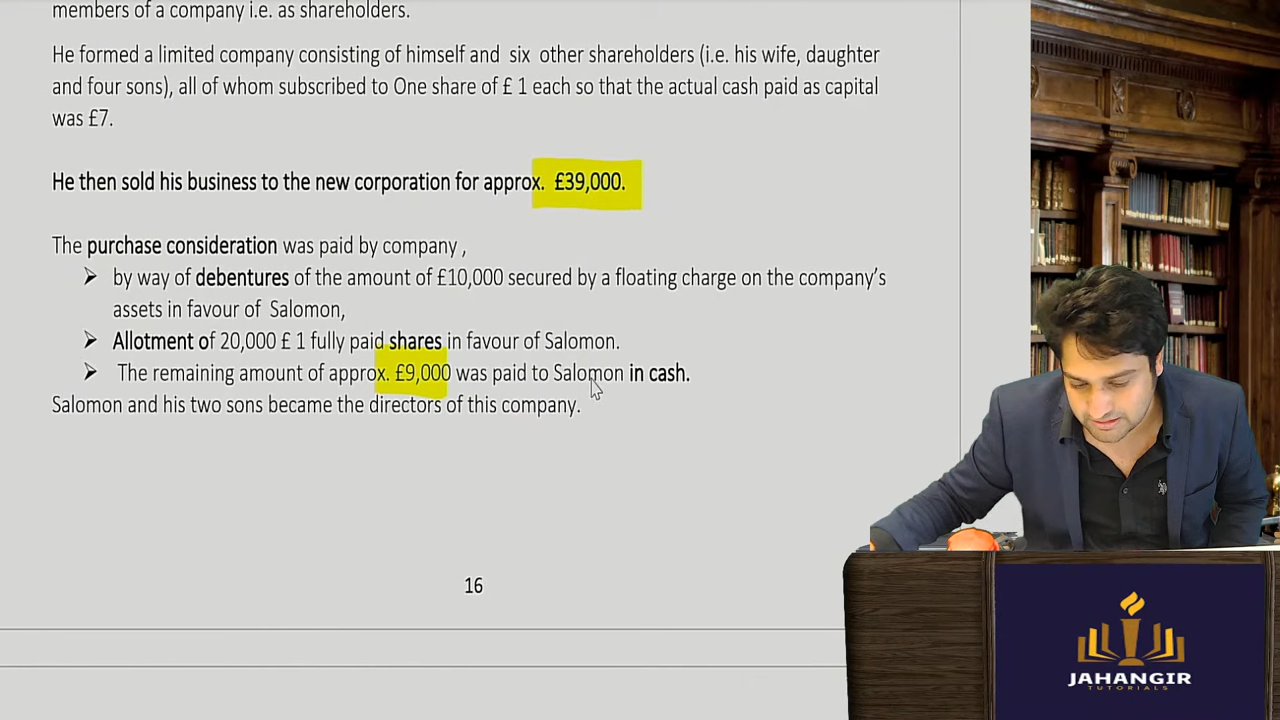 members of a company i.e. as shareholders.
He formed a limited company consisting of himself and six other shareholders (i.e. his wife, daughter
and four sons), all of whom subscribed to One share of £ 1 each so that the actual cash paid as capital
was £7.
He then sold his business to the new corporation for approx. £39,000.
The purchase consideration was paid by company ,
➢ by way of debentures of the amount of £10,000 secured by a floating charge on the company's
assets in favour of Salomon,
➢ Allotment of 20,000 £ 1 fully paid shares in favour of Salomon.
➢ The remaining amount of approx. £9,000 was paid to Salomon in cash.
Salomon and his two sons became the directors of this company.
16
JAHANGIR
TUTORIALS